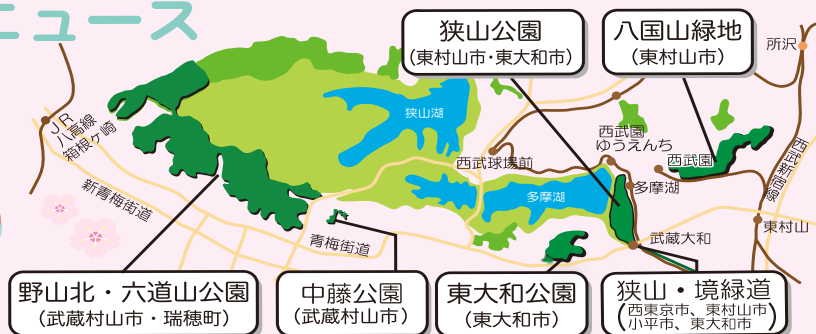 ニュース
狭山公園
(東村山市・東大和市)
八国山緑地
(東村山市)
所沢
JR
八高線
箱根ヶ崎
狭山湖
西武園
ゆうえんち
西武球場前
西武園
西武新宿線
新青梅街道
多摩湖
多摩湖
東村山
青梅街道
武蔵大和
野山北・六道山公園
(武蔵村山市・瑞穂町)
中藤公園
(武蔵村山市)
東大和公園
(東大和市)
狭山・境緑道
(西東京市、東村山市
小平市、東大和市)